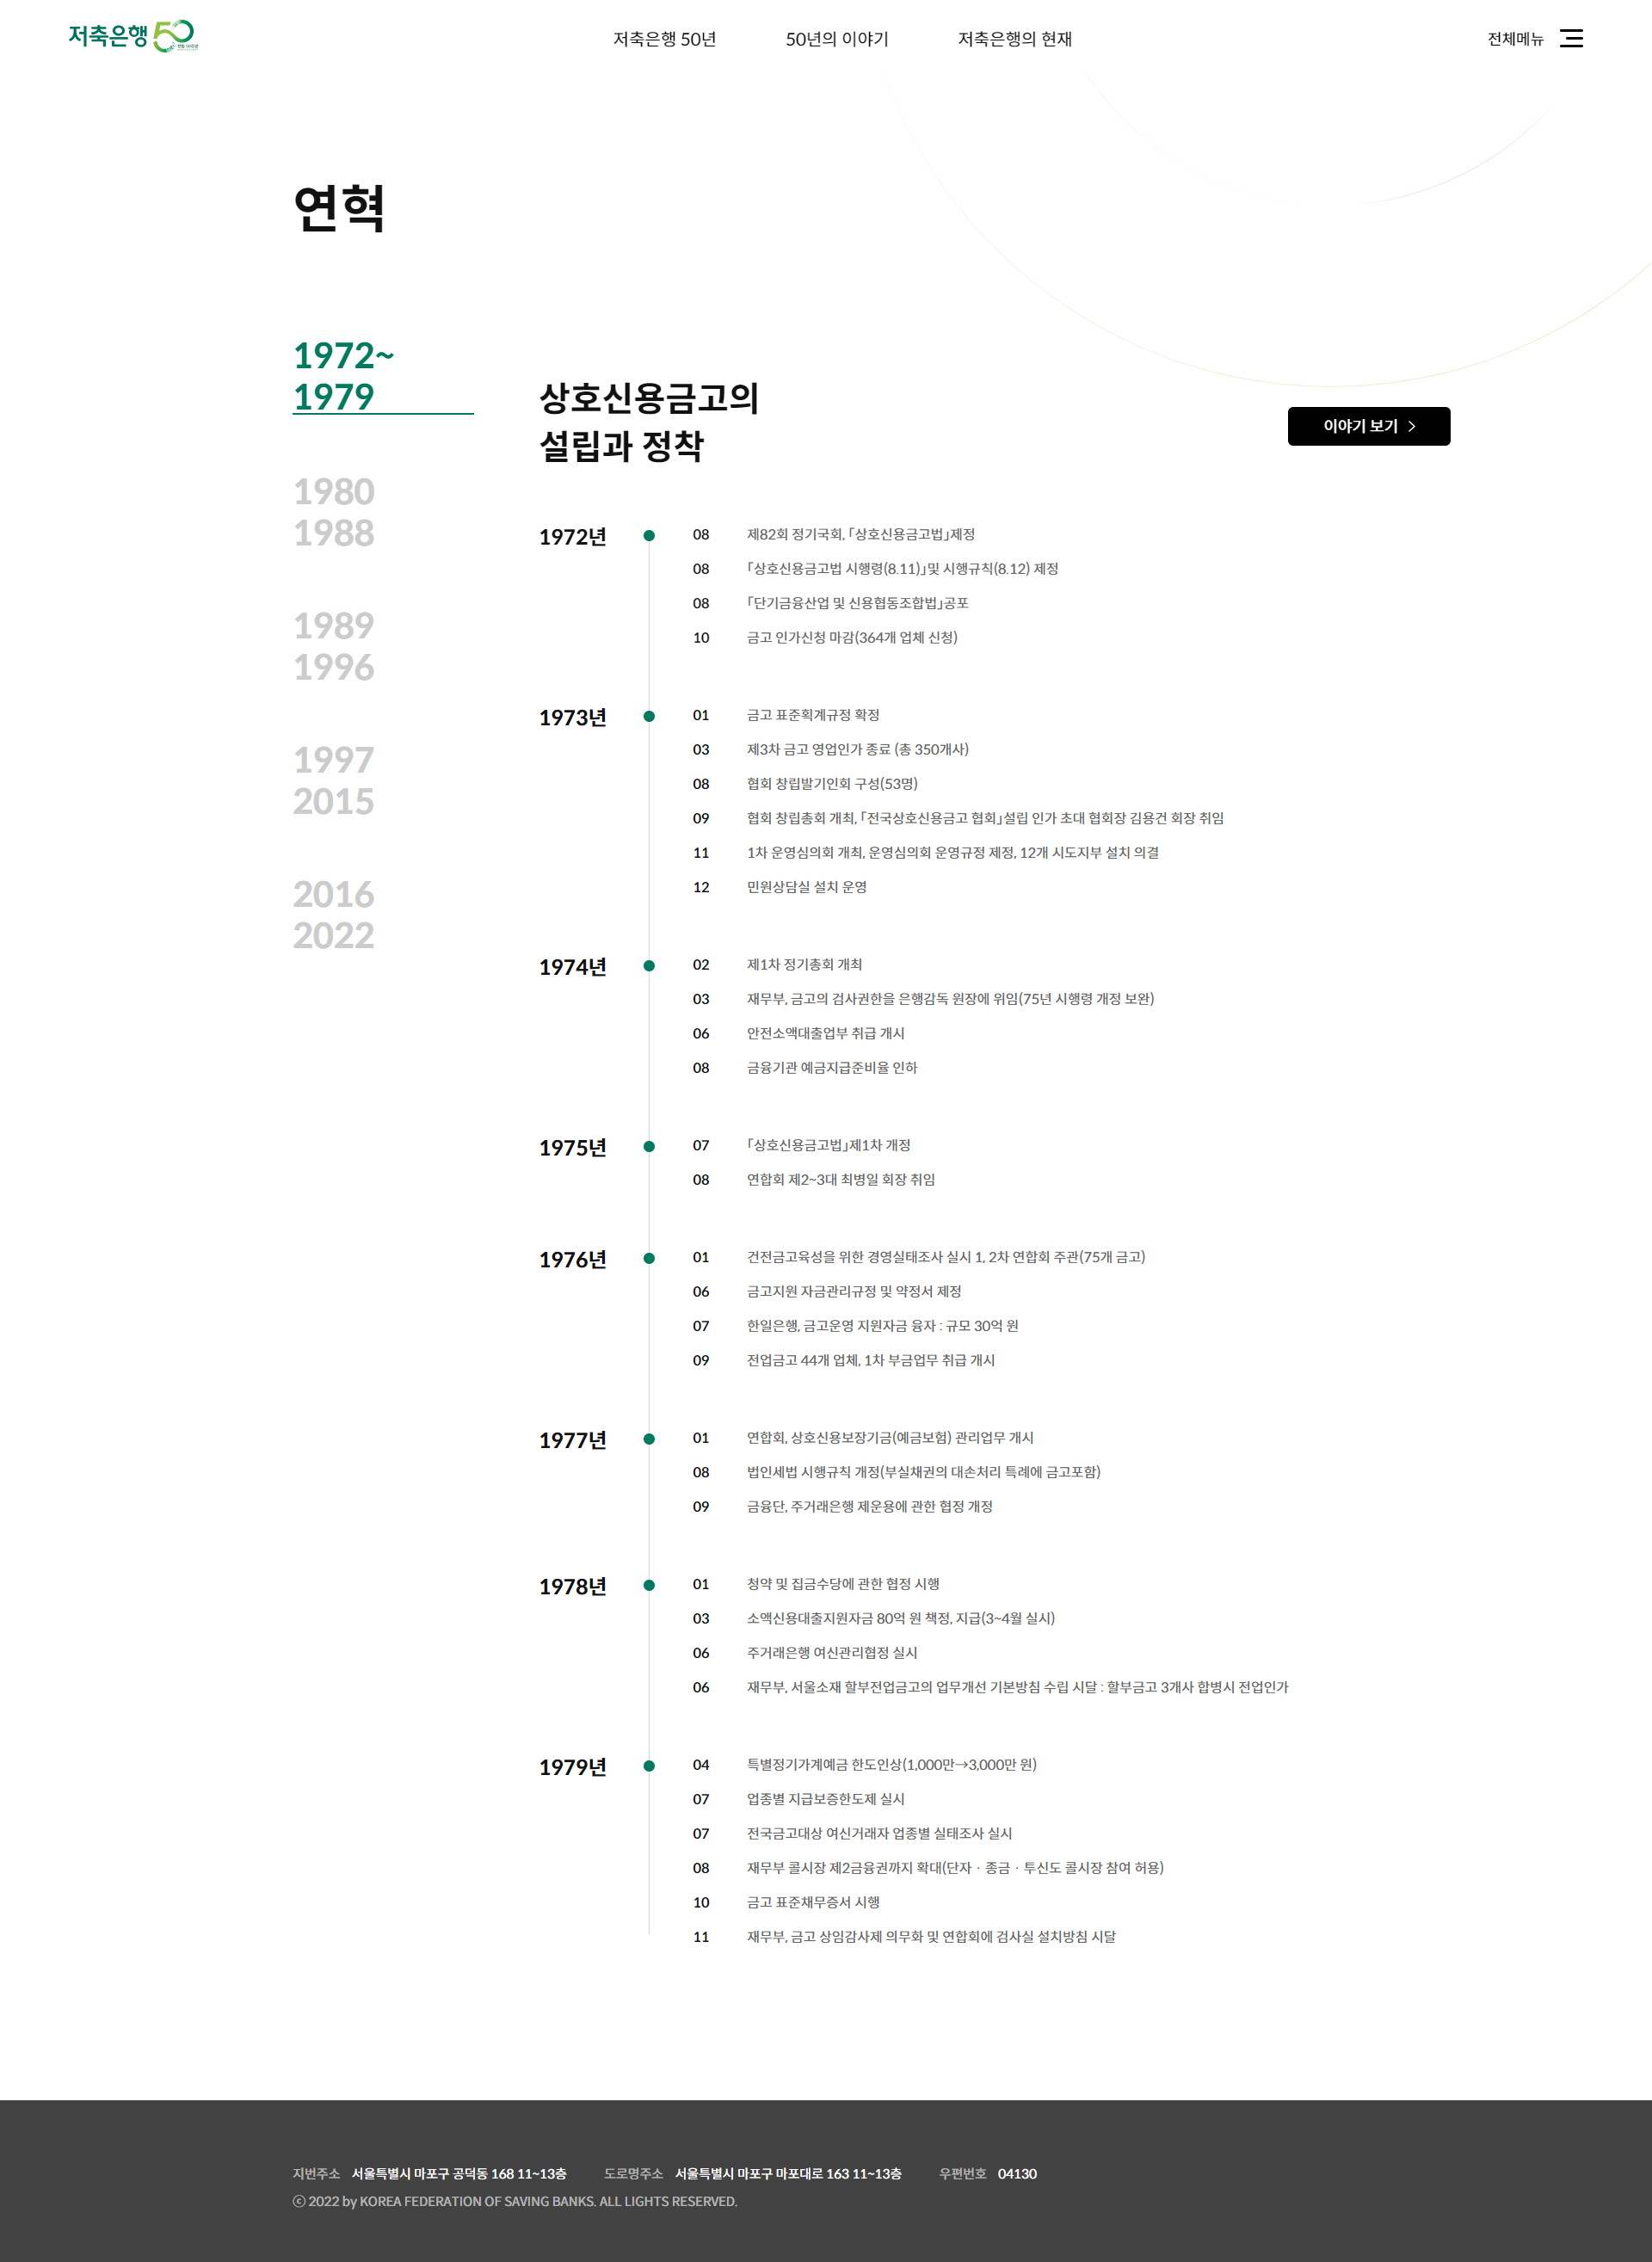 저축은행 50
저축은행 50년
50년의 이야기
저축은행의 현재
전체메뉴
연혁
1972~
1979
1980
1988
1989
1996
1997
2015
2016
2022
상호신용금고의
설립과 정착
이야기 보기
1972년
08 제82회 정기국회, 「상호신용금고법」제정
08 「상호신용금고법 시행령(8.11)」및 시행규칙(8.12) 제정
08 「단기금융산업 및 신용협동조합법」공포
10 금고 인가신청 마감(364개 업체 신청)
1973년
01 금고 표준획계규정 확정
03 제3차 금고 영업인가 종료 (총 350개사)
08 협회 창립발기인회 구성(53명)
09 협회 창립총회 개최, 「전국상호신용금고 협회」설립 인가 초대 협회장 김용건 회장 취임
11 1차 운영심의회 개최, 운영심의회 운영규정 제정, 12개 시도지부 설치 의결
12 민원상담실 설치 운영
1974년
02 제1차 정기총회 개최
03 재무부, 금고의 검사권한을 은행감독 원장에 위임(75년 시행령 개정 보완)
06 안전소액대출업부 취급 개시
08 금융기관 예금지급준비율 인하
1975년
07 「상호신용금고법」제1차 개정
08 연합회 제2~3대 최병일 회장 취임
1976년
01 건전금고육성을 위한 경영실태조사 실시 1, 2차 연합회 주관(75개 금고)
06 금고지원 자금관리규정 및 약정서 제정
07 한일은행, 금고운영 지원자금 융자 : 규모 30억 원
09 전업금고 44개 업체, 1차 부금업무 취급 개시
1977년
01 연합회, 상호신용보장기금(예금보험) 관리업무 개시
08 법인세법 시행규칙 개정(부실채권의 대손처리 특례에 금고포함)
09 금융단, 주거래은행 제운용에 관한 협정 개정
1978년
01 청약 및 집금수당에 관한 협정 시행
03 소액신용대출지원자금 80억 원 책정, 지급(3~4월 실시)
06 주거래은행 여신관리협정 실시
06 재무부, 서울소재 할부전업금고의 업무개선 기본방침 수립 시달 : 할부금고 3개사 합병시 전업인가
1979년
04 특별정기가계예금 한도인상(1,000만→3,000만 원)
07 업종별 지급보증한도제 실시
07 전국금고대상 여신거래자 업종별 실태조사 실시
08 재무부 콜시장 제2금융권까지 확대(단자 · 종금 · 투신도 콜시장 참여 허용)
10 금고 표준채무증서 시행
11 재무부, 금고 상임감사제 의무화 및 연합회에 검사실 설치방침 시달
지번주소 서울특별시 마포구 공덕동 168 11~13층 도로명주소 서울특별시 마포구 마포대로 163 11~13층 우편번호 04130
ⓒ 2022 by KOREA FEDERATION OF SAVING BANKS. ALL LIGHTS RESERVED.